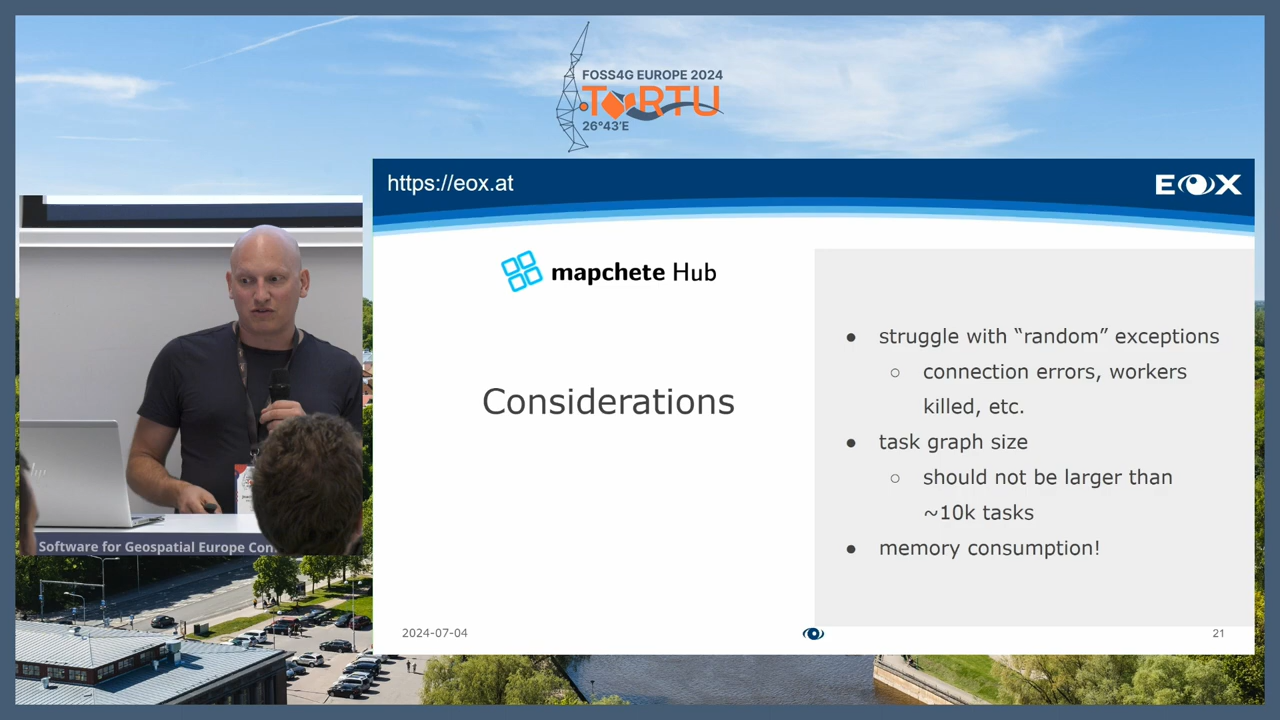 FOSS4G EUROPE 2024
TARTU
26°43'E
https://eox.at
EOX
mapchete Hub
Considerations
● struggle with “random” exceptions
○ connection errors, workers
killed, etc.
● task graph size
○ should not be larger than
~10k tasks
● memory consumption!
hp
Software for Geospatial Europe Con
2024-07-04
21